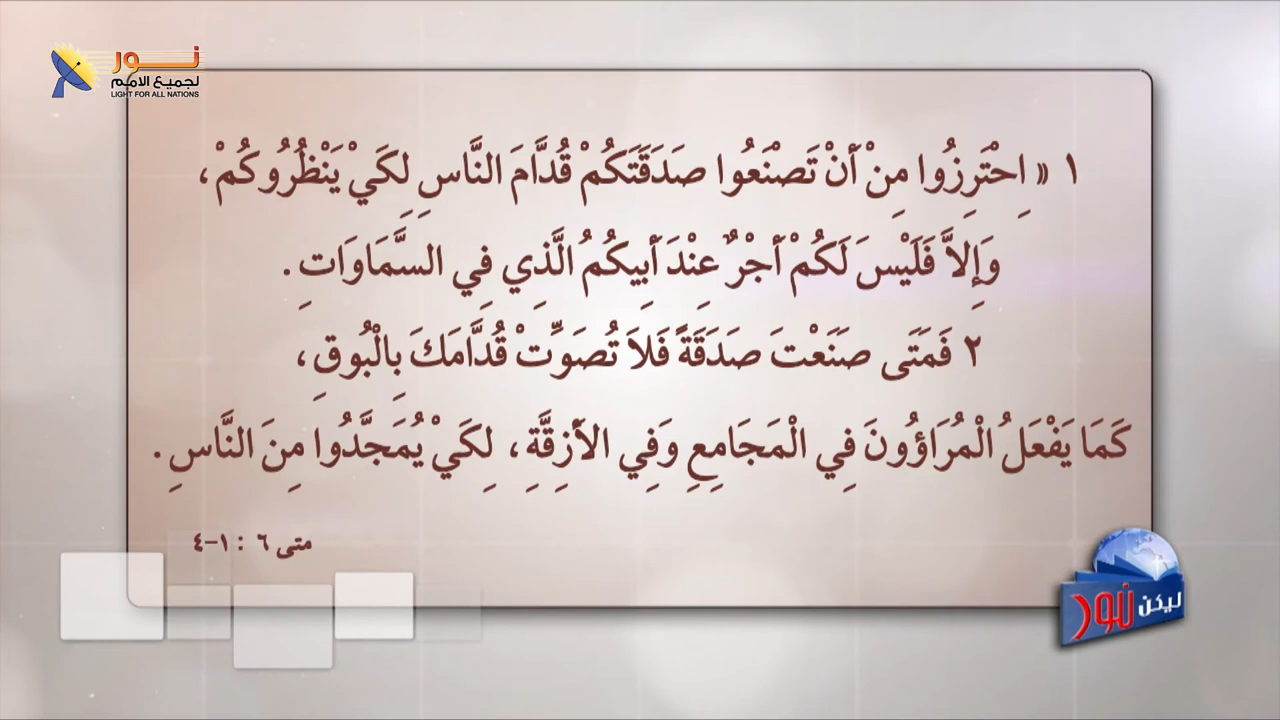 نور
لجميع الامم
LIGHT FOR ALL NATIONS
١ «اِحْتَرِزُوا مِنْ أَنْ تَصْنَعُوا صَدَقَتَكُمْ قُدَّامَ النَّاسِ لِكَيْ يَنْظُرُوكُمْ،
وَإِلاَّ فَلَيْسَ لَكُمْ أَجْرٌ عِنْدَ أَبِيكُمُ الَّذِي فِي السَّمَاوَاتِ.
٢ فَمَتَى صَنَعْتَ صَدَقَةً فَلاَ تُصَوِّتْ قُدَّامَكَ بِالْبُوقِ،
كَمَا يَفْعَلُ الْمُرَاؤُونَ فِي الْمَجَامِعِ وَفِي الأَزِقَّةِ، لِكَيْ يُمَجَّدُوا مِنَ النَّاسِ.
متى ٦ : ١-٤
ليكن نور